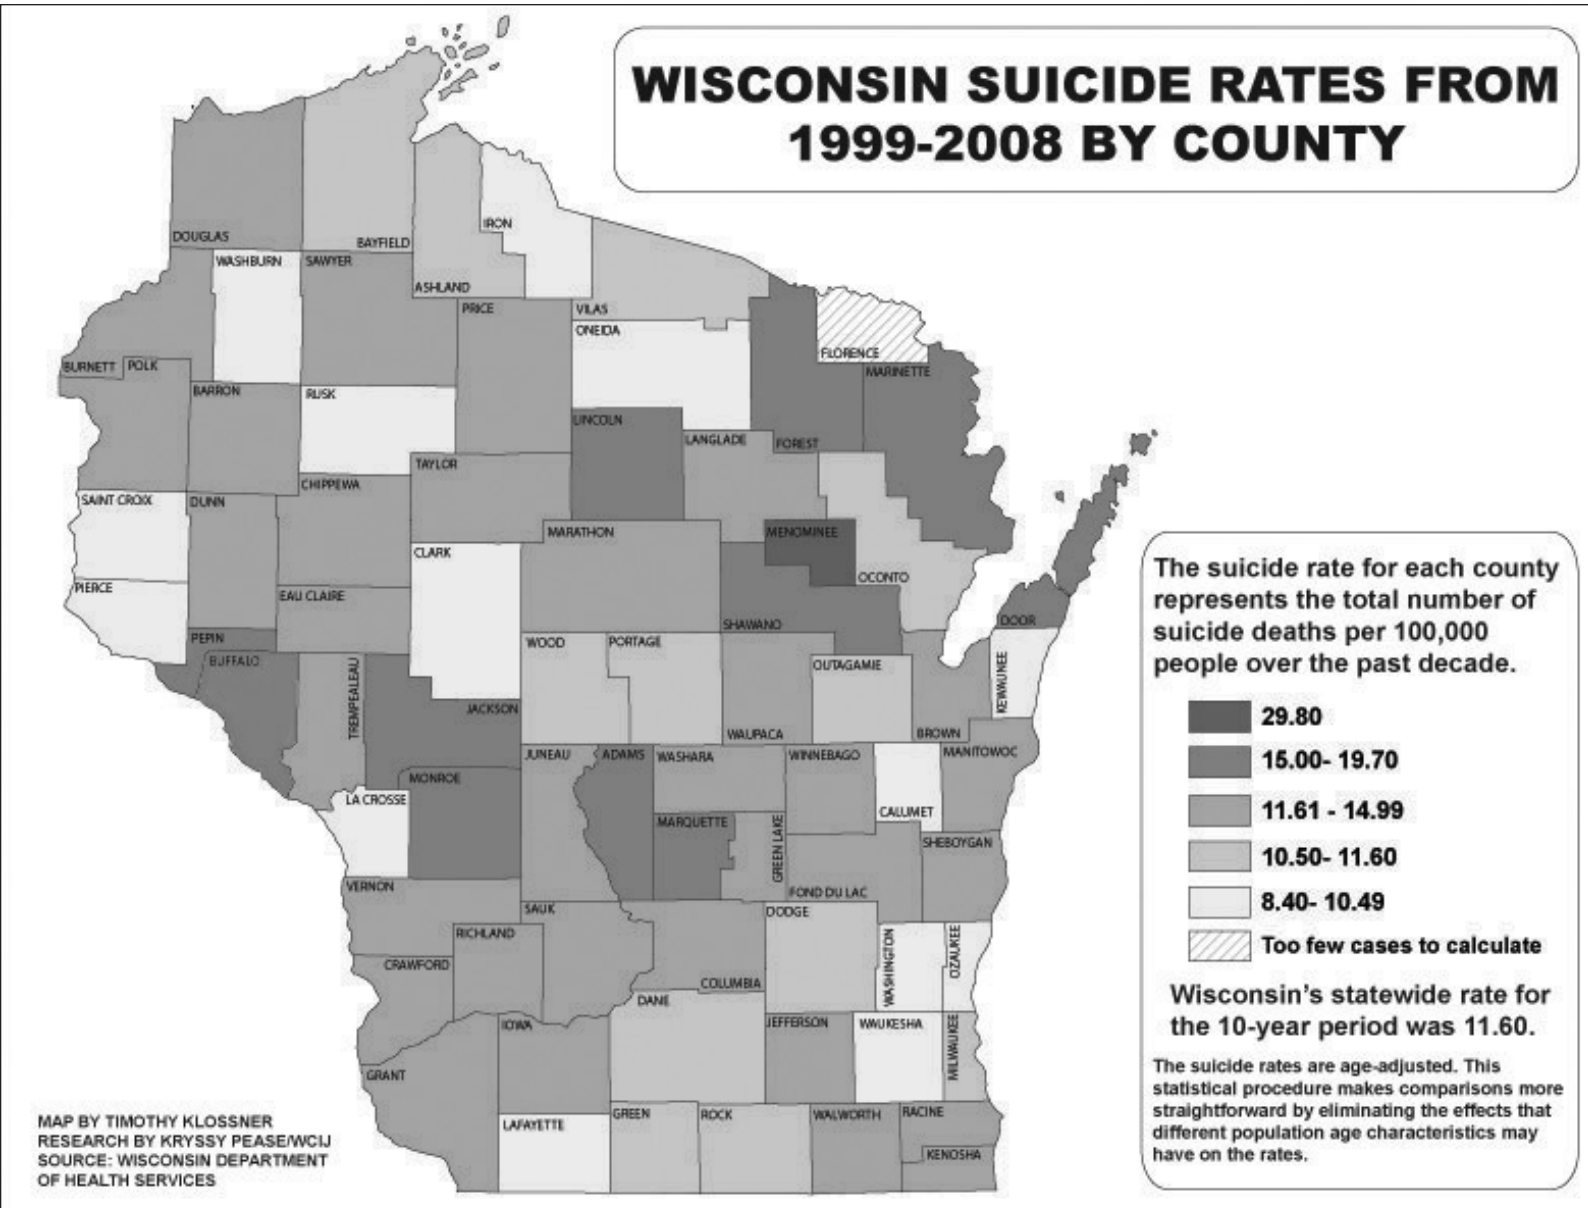 WISCONSIN SUICIDE RATES FROM
1999-2008 BY COUNTY
DOUGLAS
BAYFIELD
IRON
WASHBURN
SAWYER
ASHLAND
PRICE
VILAS
ONEIDA
FLORENCE
BURNETT
POLK
MARINETTE
BARRON
RUSK
LINCOLN
LANGLADE
FOREST
TAYLOR
CHIPPEWA
SAINT CROIX
DUNN
MARATHON
MENOMINEE
CLARK
OCONTO
PIERCE
EAU CLAIRE
SHAWANO
DOOR
PEPIN
WOOD
PORTAGE
BUFFALO
OUTAGAMIE
TREMPEALEAU
KEWAUNEE
JACKSON
WAUPACA
BROWN
JUNEAU
ADAMS
WASHARA
WINNEBAGO
MANITOWOC
MONROE
LA CROSSE
CALUMET
MARQUETTE
GREEN LAKE
SHEBOYGAN
VERNON
FOND DU LAC
SAUK
DODGE
RICHLAND
WASHINGTON
OZAUKEE
CRAWFORD
COLUMBIA
DANE
IOWA
JEFFERSON
WAUKESHA
MILWAUKEE
GRANT
LAFAYETTE
GREEN
ROCK
WALWORTH
RACINE
KENOSHA
The suicide rate for each county
represents the total number of
suicide deaths per 100,000
people over the past decade.
29.80
15.00- 19.70
11.61 - 14.99
10.50- 11.60
8.40- 10.49
Too few cases to calculate
Wisconsin's statewide rate for
the 10-year period was 11.60.
The suicide rates are age-adjusted. This
statistical procedure makes comparisons more
straightforward by eliminating the effects that
different population age characteristics may
have on the rates.
MAP BY TIMOTHY KLOSSNER
RESEARCH BY KRYSSY PEASE/WCIJ
SOURCE: WISCONSIN DEPARTMENT
OF HEALTH SERVICES